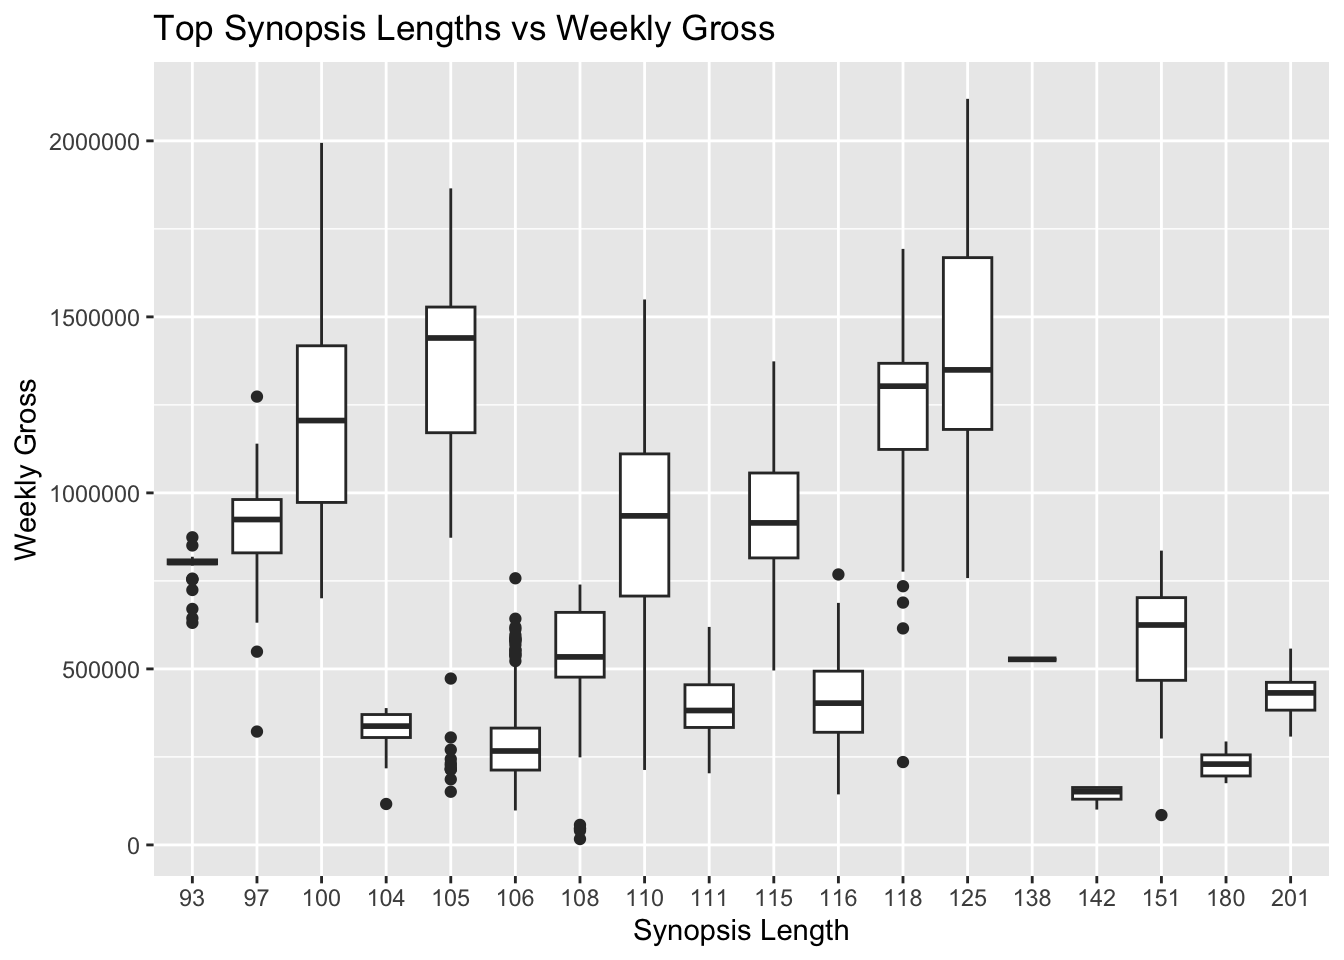 Top Synopsis Lengths vs Weekly Gross
Weekly Gross
2000000
1500000
1000000
500000
0
93 97 100 104 105 106 108 110 111 115 116 118 125 138 142 151 180 201
Synopsis Length